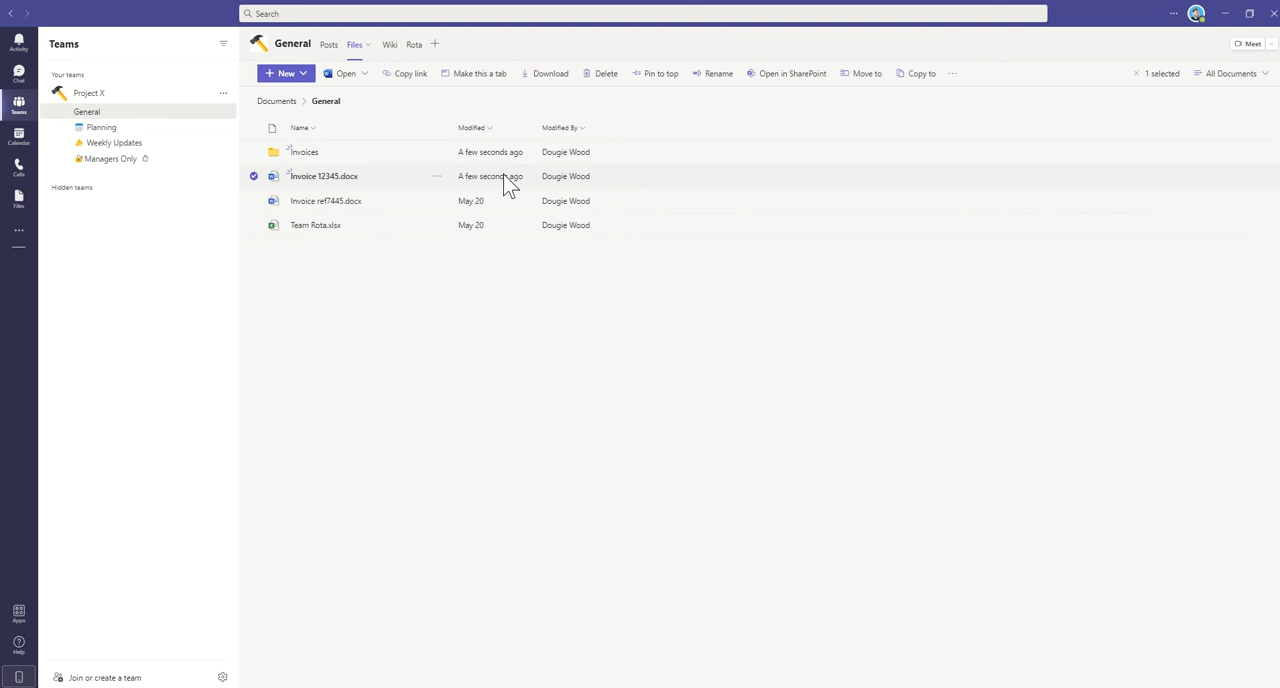 Search
Activity
Chat
Teams
Calendar
Calls
Files
Apps
Help
Teams
Your teams
Project X
General
Planning
Weekly Updates
Managers Only
Hidden teams
Join or create a team
General Posts Files Wiki Rota
Meet
New Open Copy link Make this a tab Download Delete Pin to top Rename Open in SharePoint Move to Copy to 1 selected All Documents
Documents > General
Name Modified Modified By
Invoices A few seconds ago Dougie Wood
Invoice 12345.docx A few seconds ago Dougie Wood
Invoice ref7445.docx May 20 Dougie Wood
Team Rota.xlsx May 20 Dougie Wood